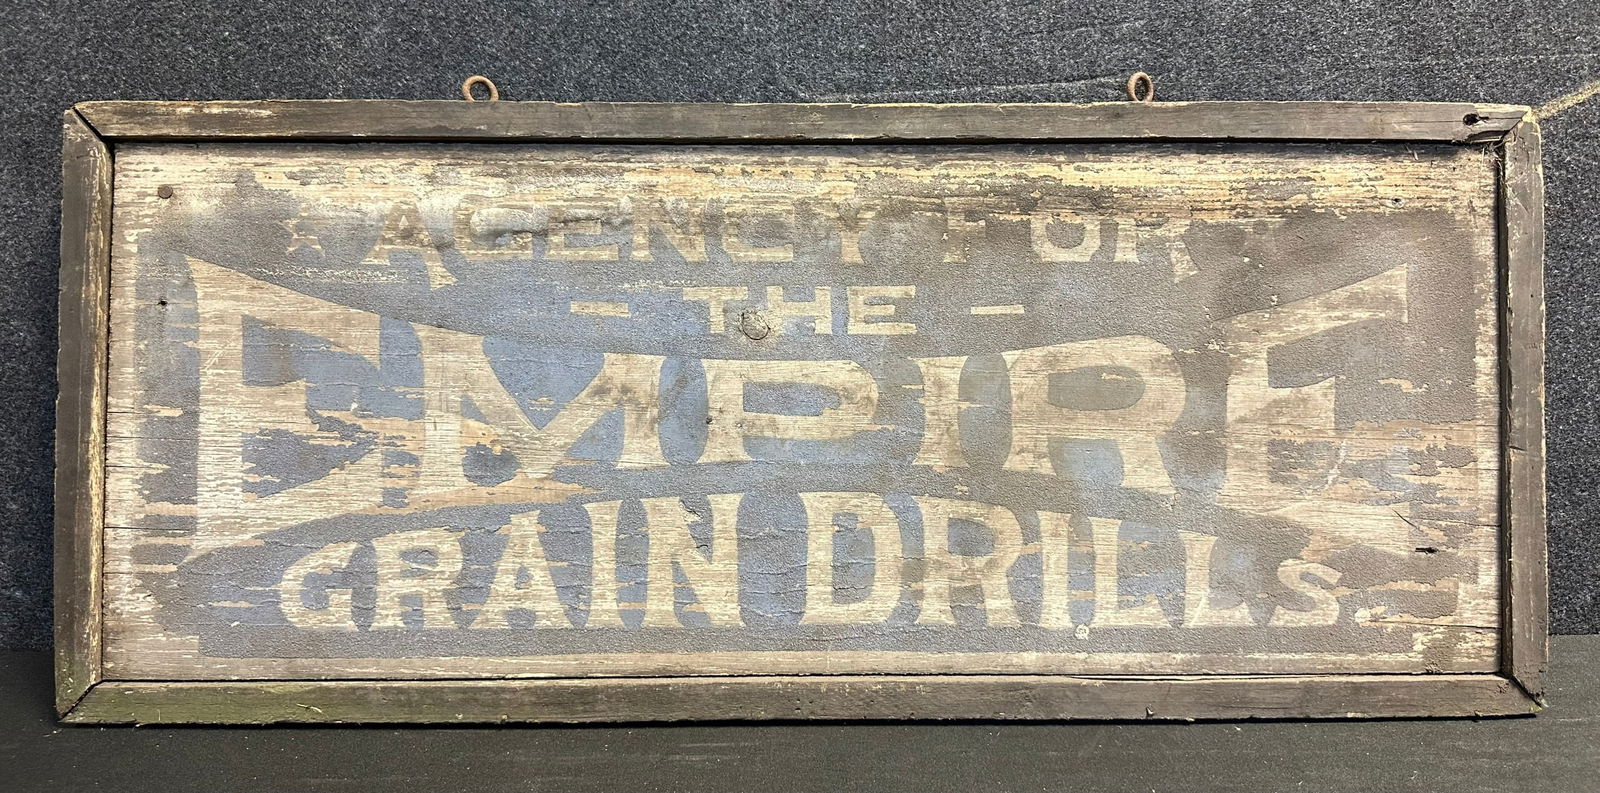 AGENCY FOR
- THE -
EMPIRE
GRAIN DRILLS.